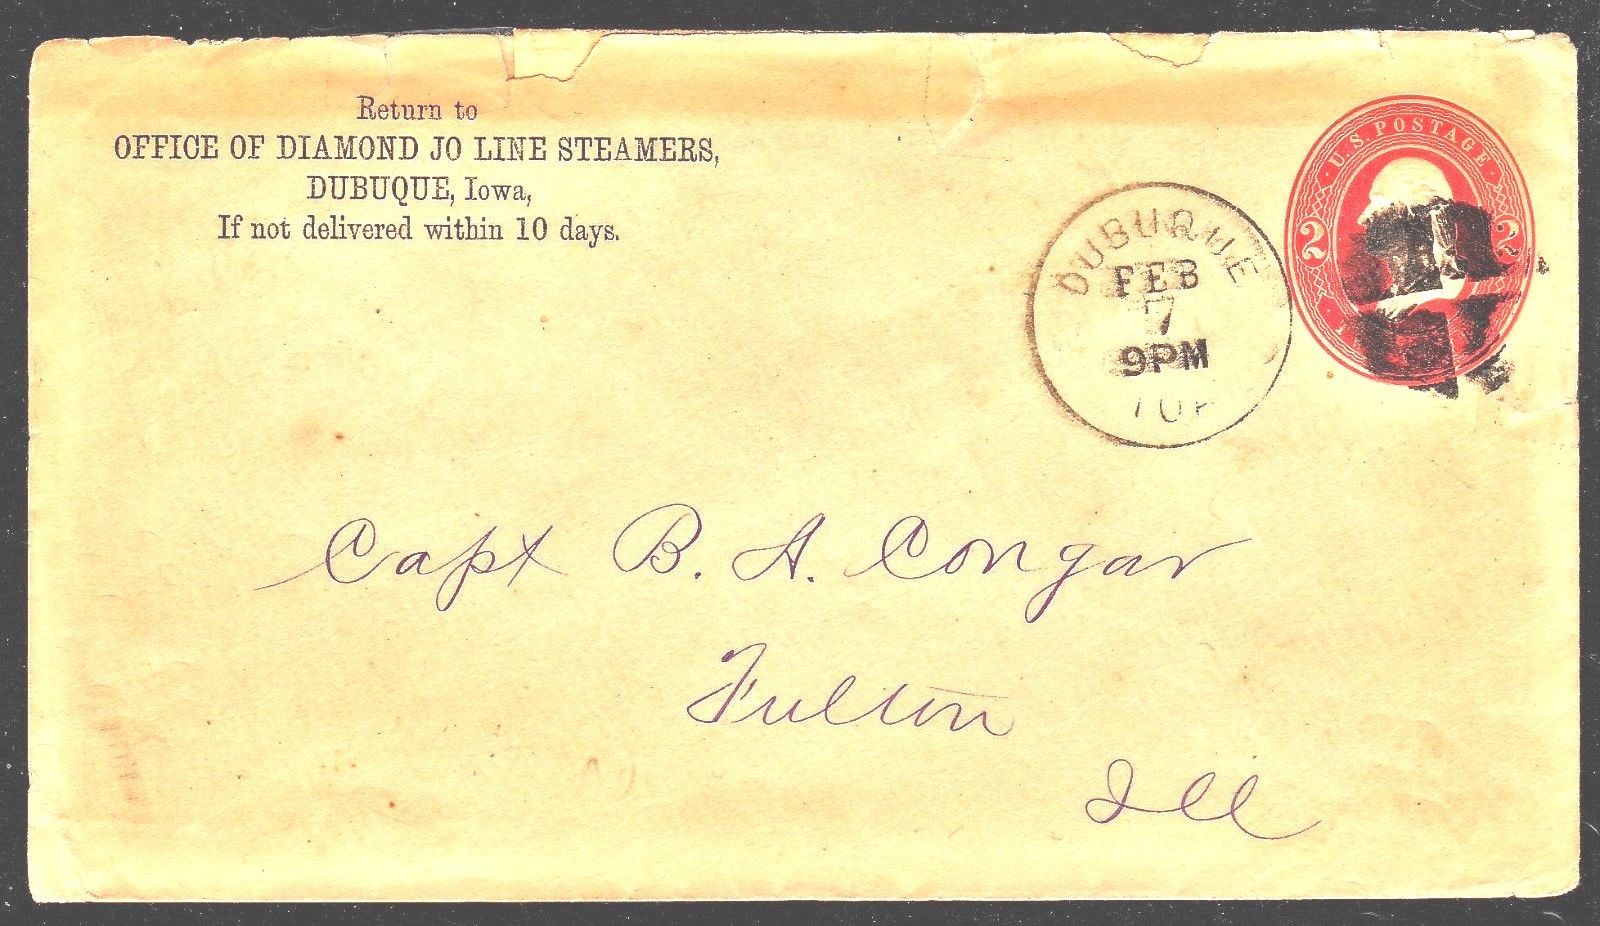 Return to
OFFICE OF DIAMOND JO LINE STEAMERS,
DUBUQUE, Iowa,
If not delivered within 10 days.
U.S. POSTAGE
2 2
DUBUQUE
FEB
7
9PM
Capt B. A. Congar
Fulton
Ill